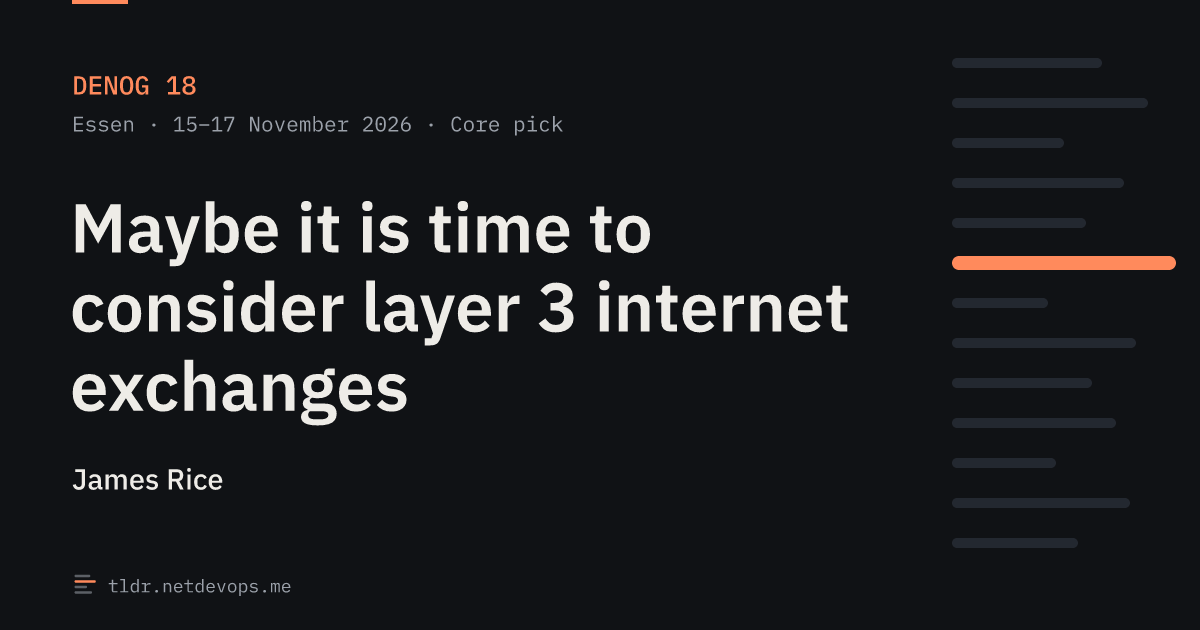 DENOG 18
Essen · 15–17 November 2026 · Core pick
Maybe it is time to
consider layer 3 internet
exchanges
James Rice
tldr.netdevops.me